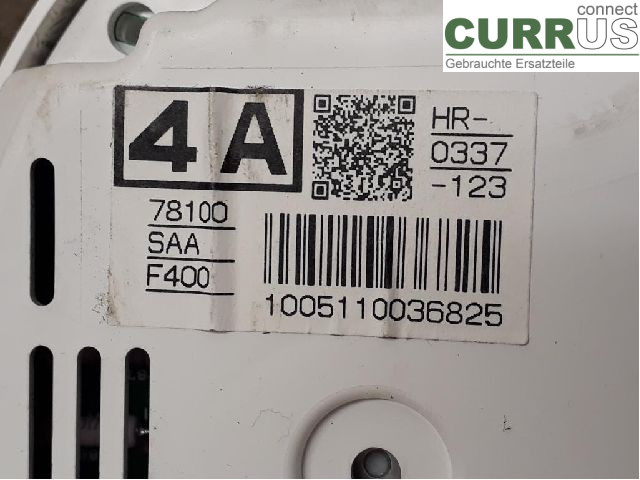 connect
CURRUS
Gebrauchte Ersatzteile
4A
HR-
0337
-123
78100
SAA
F400
1005110036825